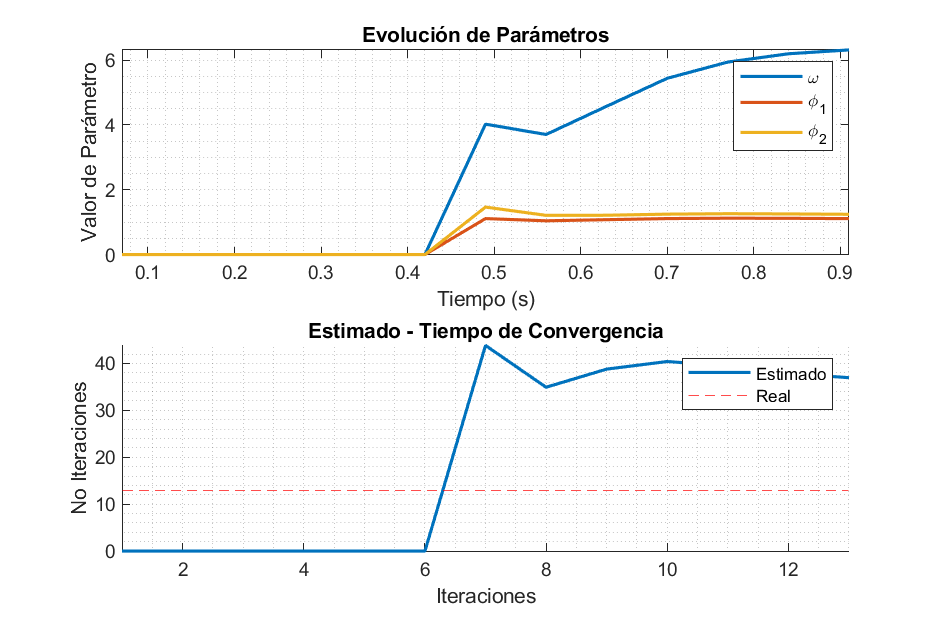 Evolución de Parámetros
Valor de Parámetro
6
4
2
0
0.1 0.2 0.3 0.4 0.5 0.6 0.7 0.8 0.9
Tiempo (s)
ω
ϕ1
ϕ2
Estimado - Tiempo de Convergencia
No Iteraciones
40
30
20
10
0
2 4 6 8 10 12
Iteraciones
Estimado
Real